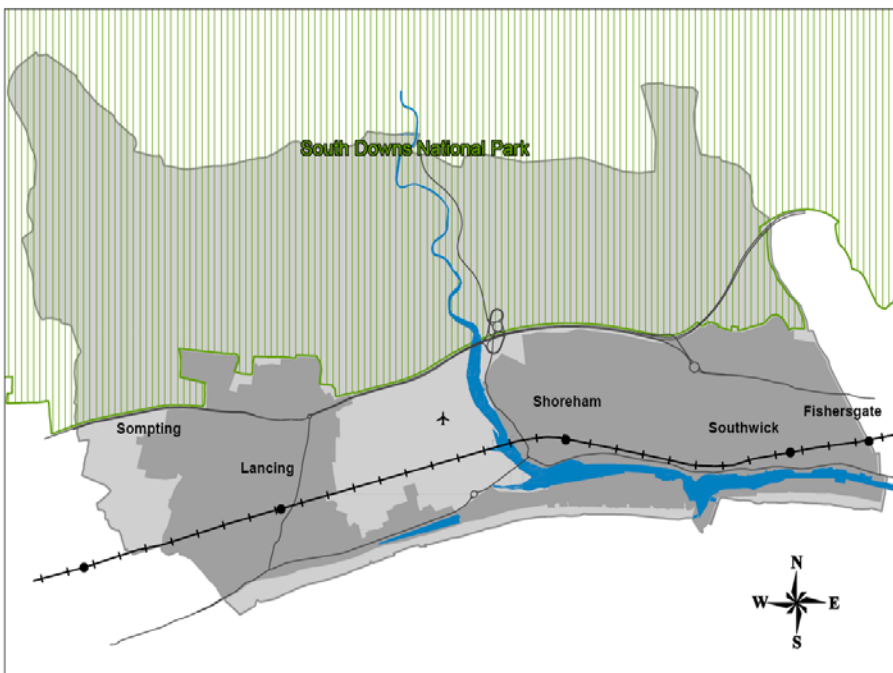 South Downs National Park
Shoreham
Fishersgate
Sompting
Southwick
Lancing
N
W E
S